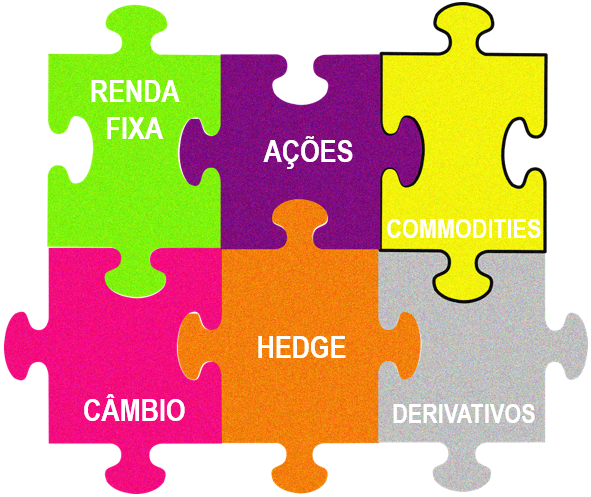 RENDA
FIXA
AÇÕES
COMMODITIES
CÂMBIO
HEDGE
DERIVATIVOS